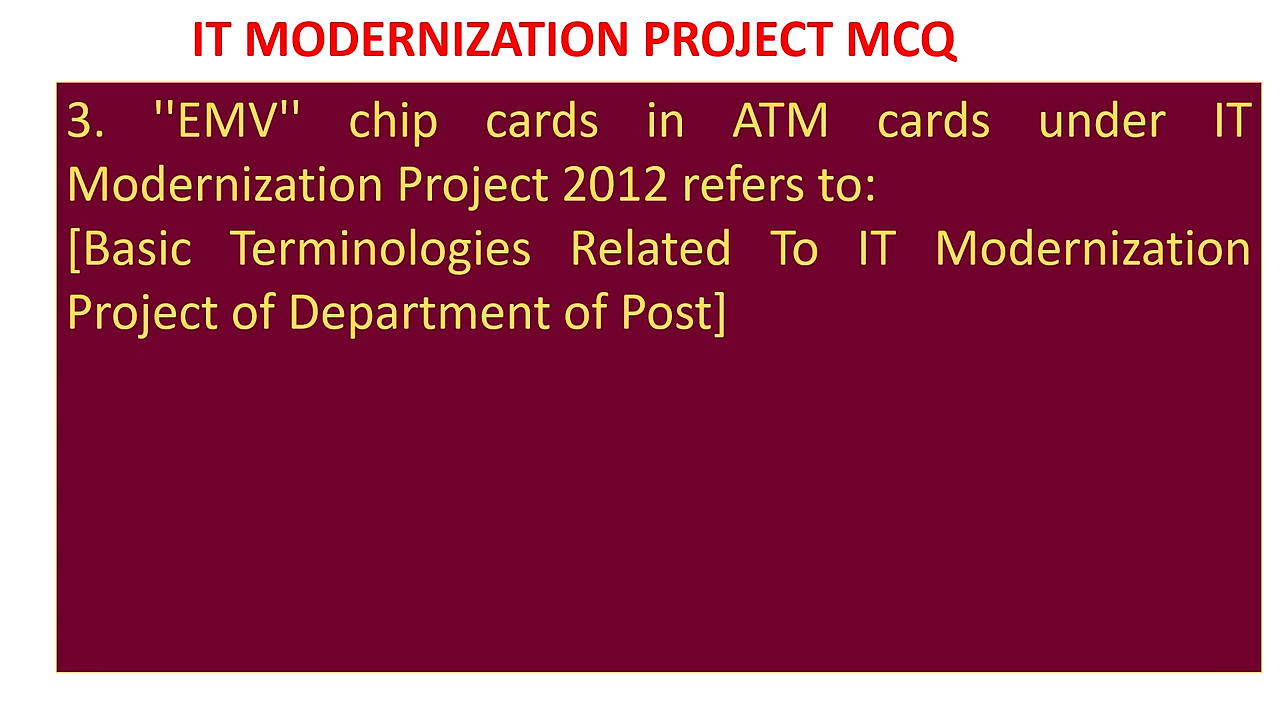 IT MODERNIZATION PROJECT MCQ
3. "EMV" chip cards in ATM cards under IT
Modernization Project 2012 refers to:
[Basic Terminologies Related To IT Modernization
Project of Department of Post]